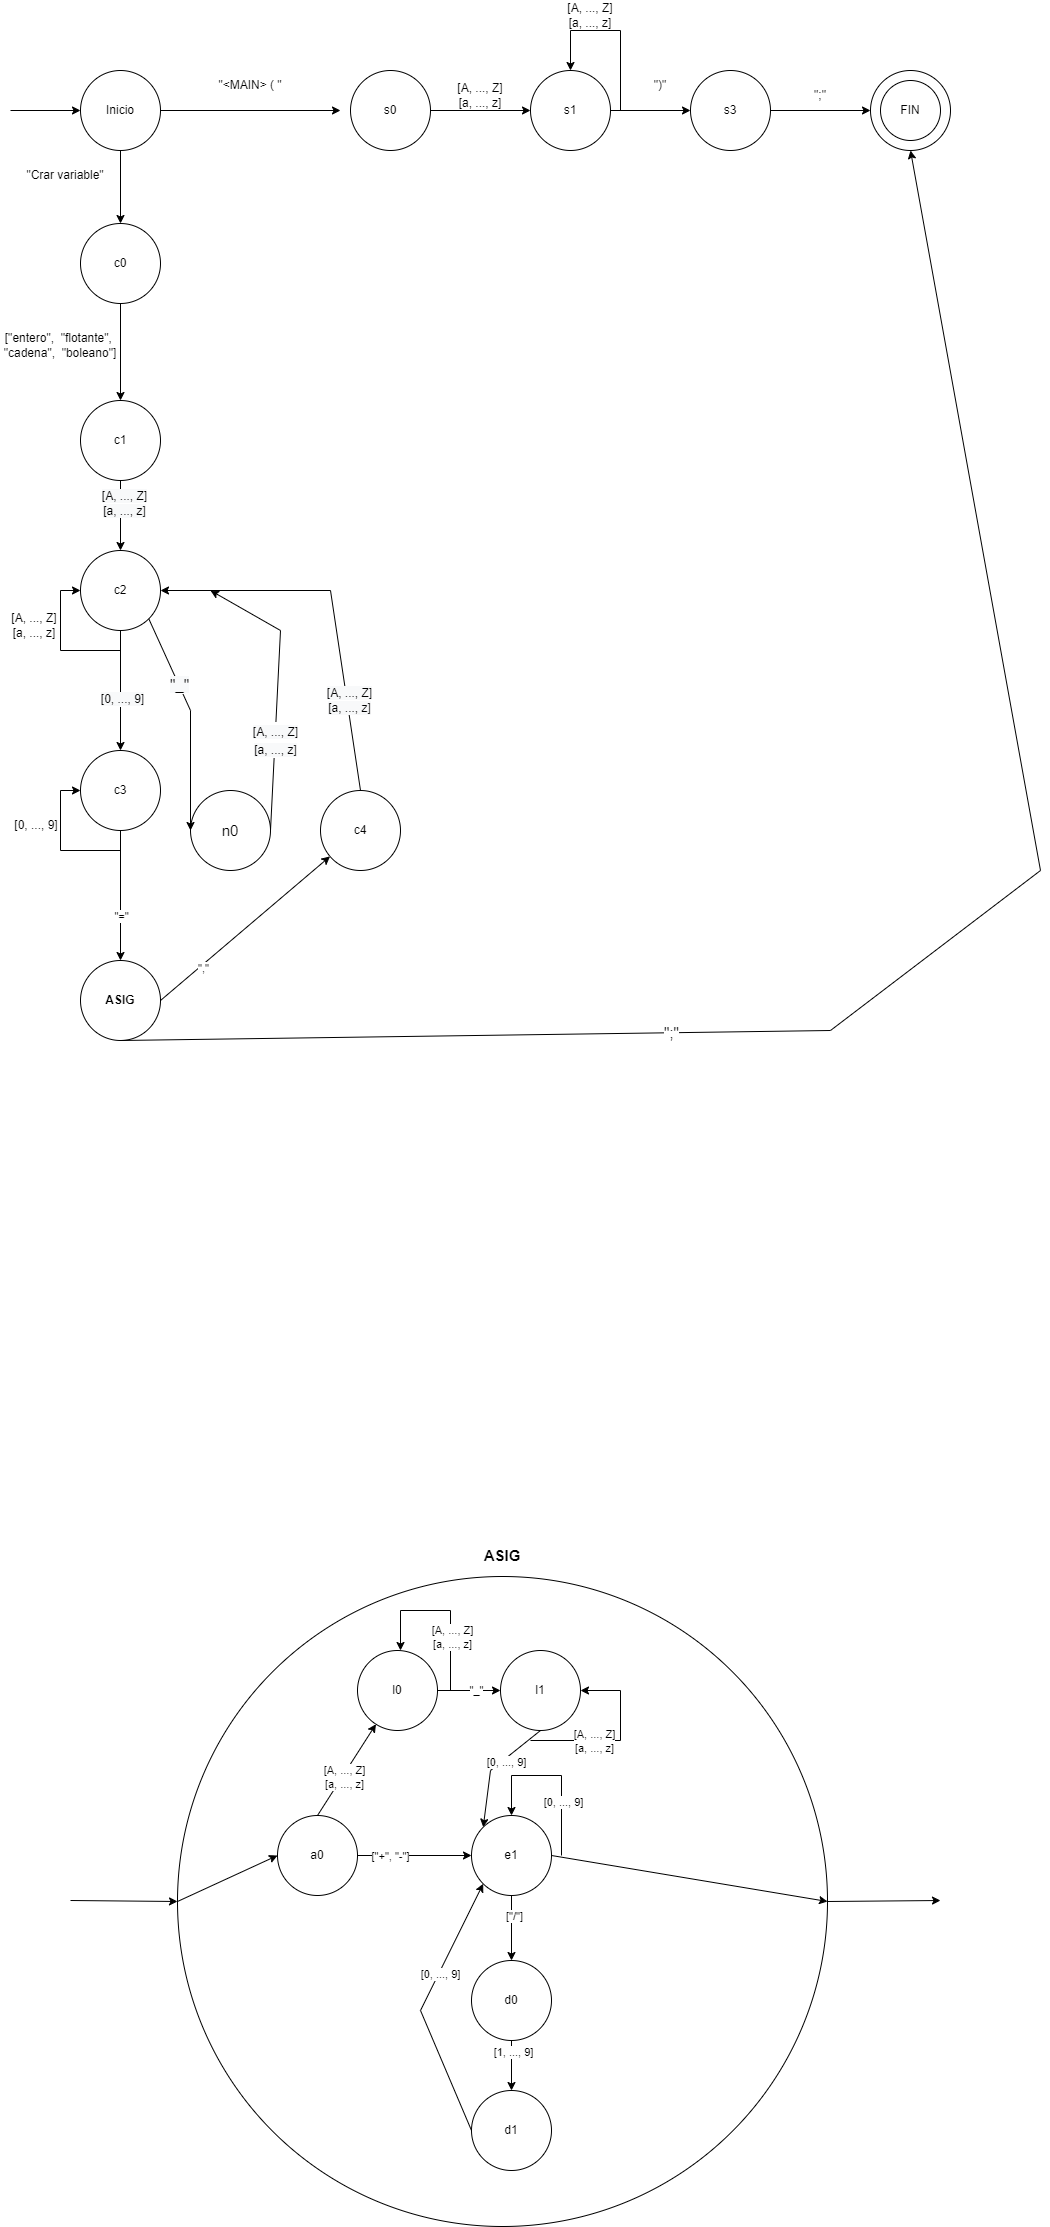 [A, ..., Z]
[a, ..., z]
"<MAIN> ( "
Inicio
[A, ..., Z]
[a, ..., z]
s0
s1
")"
s3
";"
FIN
"Crar variable"
c0
["entero", "flotante",
"cadena", "boleano"]
c1
[A, ..., Z]
[a, ..., z]
c2
[A, ..., Z]
[a, ..., z]
"_"
[0, ..., 9]
[A, ..., Z]
[a, ..., z]
[A, ..., Z]
[a, ..., z]
c3
[0, ..., 9]
n0
c4
"="
","
ASIG
";"
ASIG
[A, ..., Z]
[a, ..., z]
l0
"_"
l1
[A, ..., Z]
[a, ..., z]
[0, ..., 9]
[A, ..., Z]
[a, ..., z]
[0, ..., 9]
a0
["+", "-"]
e1
["/"]
[0, ..., 9]
d0
[1, ..., 9]
d1